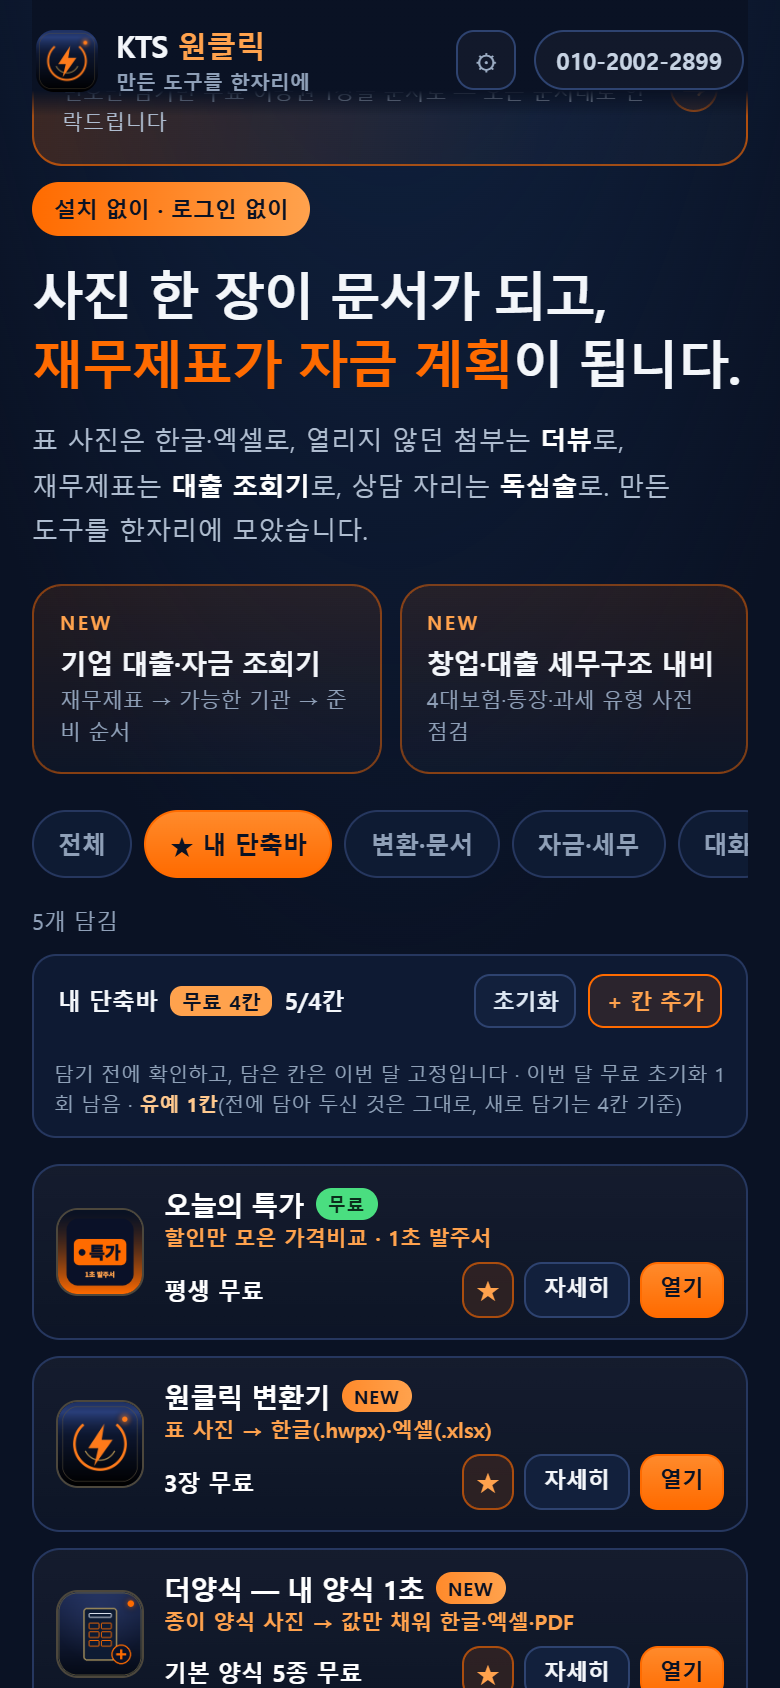 KTS 원클릭
만든 도구를 한자리에
⚙
010-2002-2899
락드립니다
설치 없이 · 로그인 없이
사진 한 장이 문서가 되고,
재무제표가 자금 계획이 됩니다.
표 사진은 한글·엑셀로, 열리지 않던 첨부는 더뷰로,
재무제표는 대출 조회기로, 상담 자리는 독심술로. 만든
도구를 한자리에 모았습니다.
NEW
기업 대출·자금 조회기
재무제표 → 가능한 기관 → 준
비 순서
NEW
창업·대출 세무구조 내비
4대보험·통장·과세 유형 사전
점검
전체
★ 내 단축바
변환·문서
자금·세무
대화
5개 담김
내 단축바 무료 4칸 5/4칸
초기화
+ 칸 추가
담기 전에 확인하고, 담은 칸은 이번 달 고정입니다 · 이번 달 무료 초기화 1
회 남음 · 유예 1칸(전에 담아 두신 것은 그대로, 새로 담기는 4칸 기준)
특가
1초 발주서
오늘의 특가 무료
할인만 모은 가격비교 · 1초 발주서
평생 무료
★
자세히
열기
원클릭 변환기 NEW
표 사진 → 한글(.hwpx)·엑셀(.xlsx)
3장 무료
★
자세히
열기
더양식 — 내 양식 1초 NEW
종이 양식 사진 → 값만 채워 한글·엑셀·PDF
기본 양식 5종 무료
★
자세히
열기